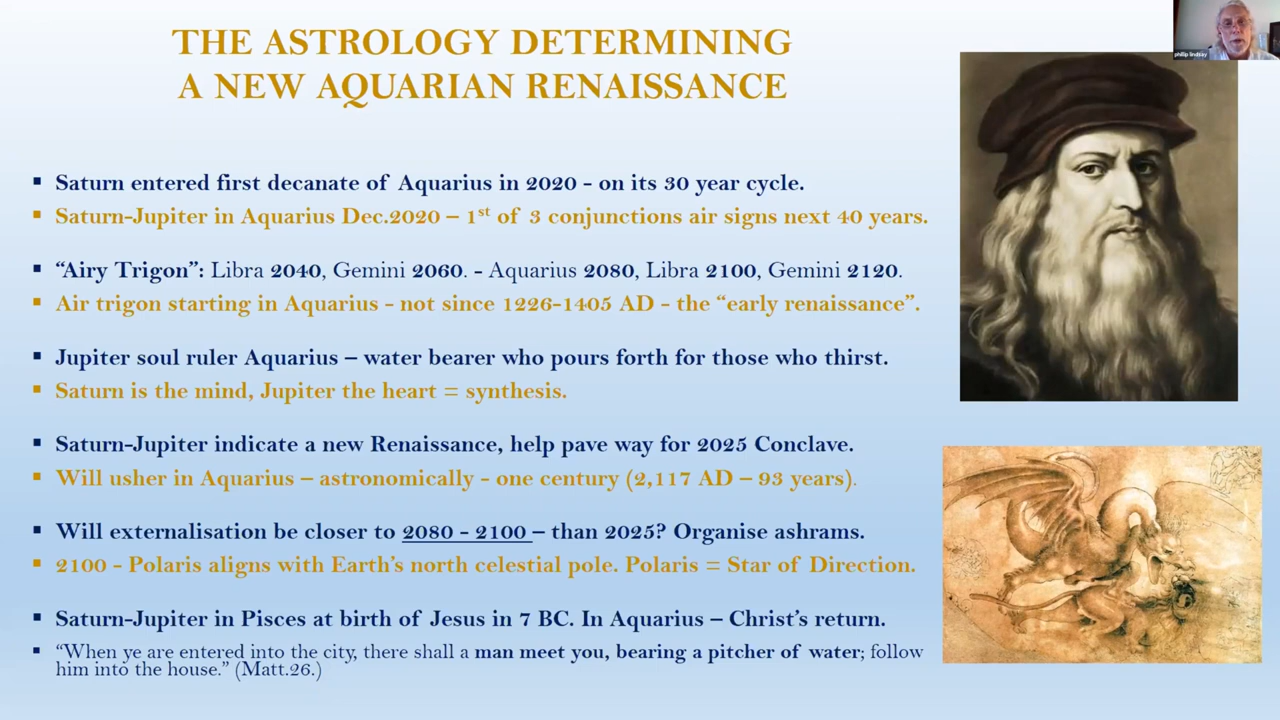 THE ASTROLOGY DETERMINING
A NEW AQUARIAN RENAISSANCE
phillip lindsay
▪ Saturn entered first decanate of Aquarius in 2020 - on its 30 year cycle.
▪ Saturn-Jupiter in Aquarius Dec.2020 – 1st of 3 conjunctions air signs next 40 years.
▪ “Airy Trigon”: Libra 2040, Gemini 2060. - Aquarius 2080, Libra 2100, Gemini 2120.
▪ Air trigon starting in Aquarius - not since 1226-1405 AD - the “early renaissance”.
▪ Jupiter soul ruler Aquarius – water bearer who pours forth for those who thirst.
▪ Saturn is the mind, Jupiter the heart = synthesis.
▪ Saturn-Jupiter indicate a new Renaissance, help pave way for 2025 Conclave.
▪ Will usher in Aquarius – astronomically - one century (2,117 AD – 93 years).
▪ Will externalisation be closer to 2080 - 2100 – than 2025? Organise ashrams.
▪ 2100 - Polaris aligns with Earth’s north celestial pole. Polaris = Star of Direction.
▪ Saturn-Jupiter in Pisces at birth of Jesus in 7 BC. In Aquarius – Christ’s return.
▪ “When ye are entered into the city, there shall a man meet you, bearing a pitcher of water; follow
him into the house.” (Matt.26.)